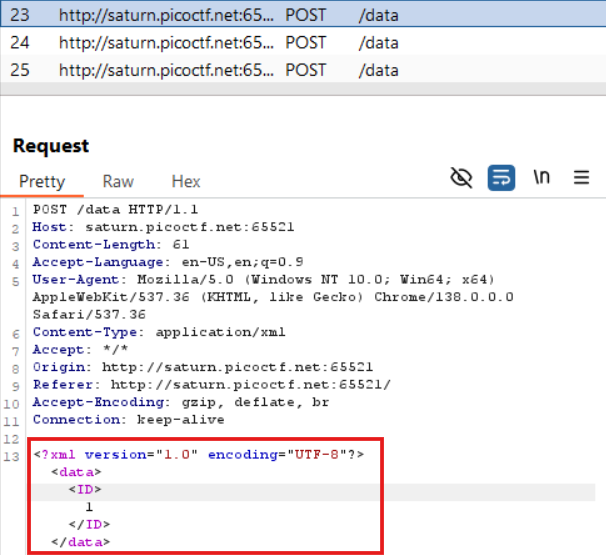 23 http://saturn.picoctf.net:65... POST /data
24 http://saturn.picoctf.net:65... POST /data
25 http://saturn.picoctf.net:65... POST /data
Request
Pretty Raw Hex \n
1 POST /data HTTP/1.1
2 Host: saturn.picoctf.net:65521
3 Content-Length: 61
4 Accept-Language: en-US,en;q=0.9
5 User-Agent: Mozilla/5.0 (Windows NT 10.0; Win64; x64)
AppleWebKit/537.36 (KHTML, like Gecko) Chrome/138.0.0.0
Safari/537.36
6 Content-Type: application/xml
7 Accept: */*
8 Origin: http://saturn.picoctf.net:65521
9 Referer: http://saturn.picoctf.net:65521/
10 Accept-Encoding: gzip, deflate, br
11 Connection: keep-alive
12
13 <?xml version="1.0" encoding="UTF-8"?>
<data>
<ID>
1
</ID>
</data>